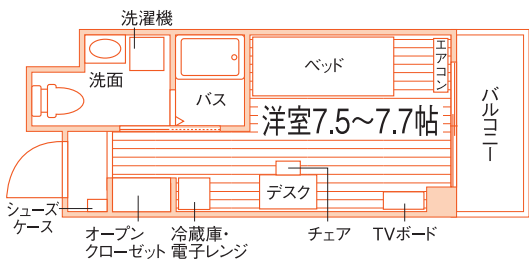 洗濯機
洗面
バス
ベッド
エアコン
バルコニー
洋室7.5〜7.7帖
デスク
シューズ
ケース
オープン
クローゼット
冷蔵庫・
電子レンジ
チェア
TVボード